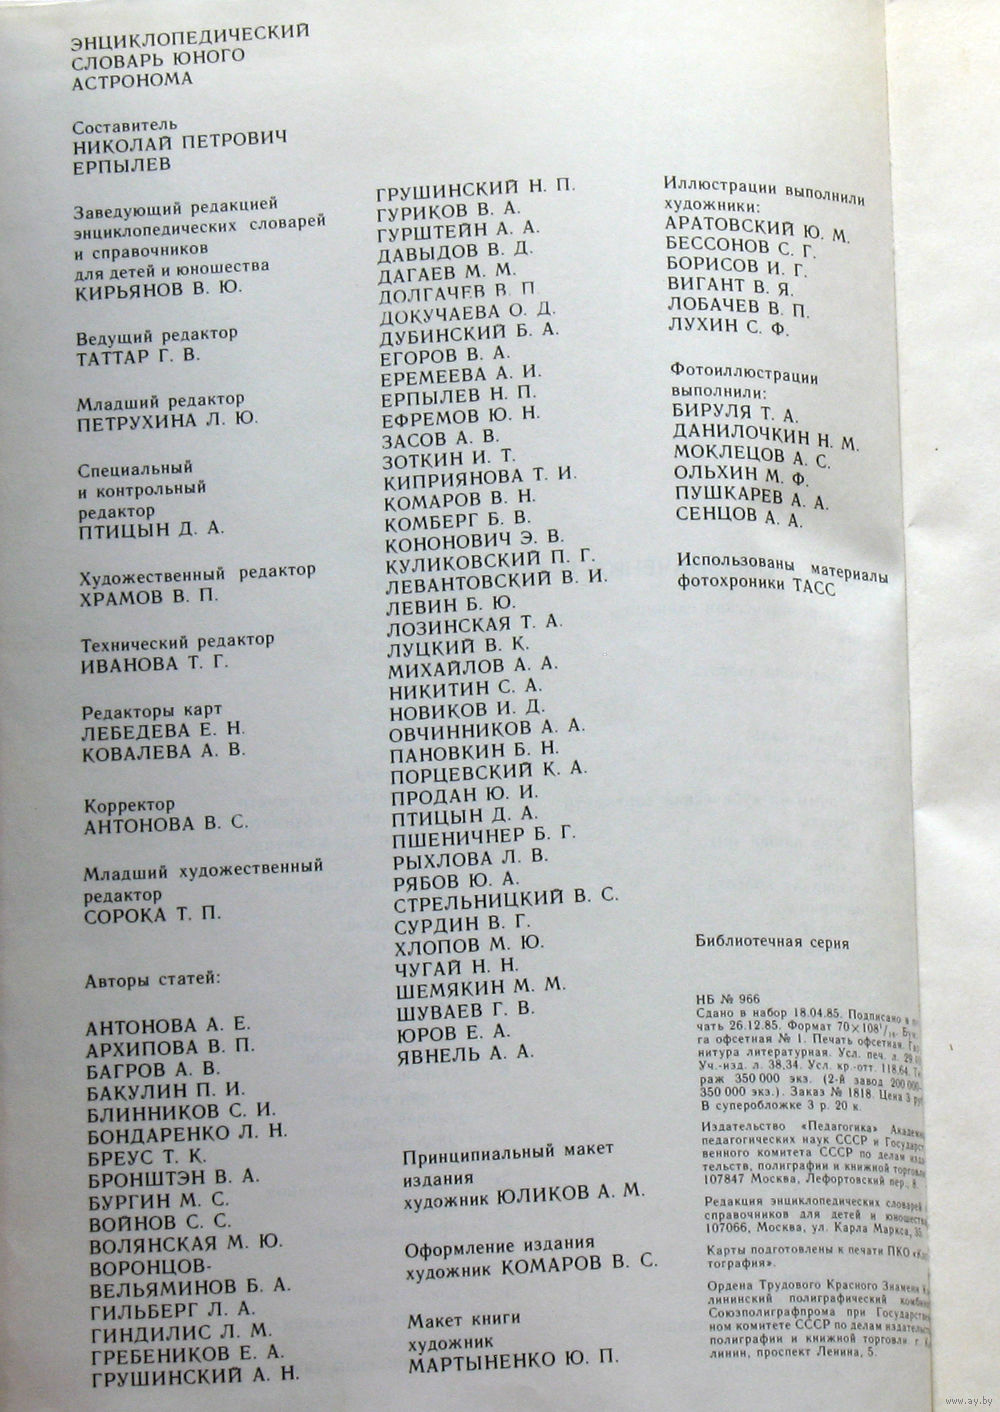 ЭНЦИКЛОПЕДИЧЕСКИЙ
СЛОВАРЬ ЮНОГО
АСТРОНОМА
Составитель
НИКОЛАЙ ПЕТРОВИЧ
ЕРПЫЛЕВ
Заведующий редакцией
энциклопедических словарей
и справочников
для детей и юношества
КИРЬЯНОВ В. Ю.
Ведущий редактор
ТАТТАР Г. В.
Младший редактор
ПЕТРУХИНА Л. Ю.
Специальный
и контрольный
редактор
ПТИЦЫН Д. А.
Художественный редактор
ХРАМОВ В. П.
Технический редактор
ИВАНОВА Т. Г.
Редакторы карт
ЛЕБЕДЕВА Е. Н.
КОВАЛЕВА А. В.
Корректор
АНТОНОВА В. С.
Младший художественный
редактор
СОРОКА Т. П.
Авторы статей:
АНТОНОВА А. Е.
АРХИПОВА В. П.
БАГРОВ А. В.
БАКУЛИН П. И.
БЛИННИКОВ С. И.
БОНДАРЕНКО Л. Н.
БРЕУС Т. К.
БРОНШТЭН В. А.
БУРГИН М. С.
ВОЙНОВ С. С.
ВОЛЯНСКАЯ М. Ю.
ВОРОНЦОВ-
ВЕЛЬЯМИНОВ Б. А.
ГИЛЬБЕРГ Л. А.
ГИНДИЛИС Л. М.
ГРЕБЕНИКОВ Е. А.
ГРУШИНСКИЙ А. Н.
ГРУШИНСКИЙ Н. П.
ГУРИКОВ В. А.
ГУРШТЕЙН А. А.
ДАВЫДОВ В. Д.
ДАГАЕВ М. М.
ДОЛГАЧЕВ В. П
ДОКУЧАЕВА О. Д.
ДУБИНСКИЙ Б. А.
ЕГОРОВ В. А.
ЕРЕМЕЕВА А. И.
ЕРПЫЛЕВ Н. П.
ЕФРЕМОВ Ю. Н.
ЗАСОВ А. В.
ЗОТКИН И. Т.
КИПРИЯНОВА Т. И.
КОМАРОВ В. Н.
КОМБЕРГ Б. В.
КОНОНОВИЧ Э. В.
КУЛИКОВСКИЙ П. Г.
ЛЕВАНТОВСКИЙ В. И.
ЛЕВИН Б. Ю.
ЛОЗИНСКАЯ Т. А.
ЛУЦКИЙ В. К.
МИХАЙЛОВ А. А.
НИКИТИН С. А.
НОВИКОВ И. Д.
ОВЧИННИКОВ А. А.
ПАНОВКИН Б. Н.
ПОРЦЕВСКИЙ К. А.
ПРОДАН Ю. И.
ПТИЦЫН Д. А.
ПШЕНИЧНЕР Б. Г.
РЫХЛОВА Л. В.
РЯБОВ Ю. А.
СТРЕЛЬНИЦКИЙ В. С.
СУРДИН В. Г.
ХЛОПОВ М. Ю.
ЧУГАЙ Н. Н.
ШЕМЯКИН М. М.
ШУВАЕВ Г. В.
ЮРОВ Е. А.
ЯВНЕЛЬ А. А.
Принципиальный макет
издания
художник ЮЛИКОВ А. М.
Оформление издания
художник КОМАРОВ В. С.
Макет книги
художник
МАРТЫНЕНКО Ю. П.
Иллюстрации выполнили
художники:
АРАТОВСКИЙ Ю. М.
БЕССОНОВ С. Г.
БОРИСОВ И. Г.
ВИГАНТ В. Я.
ЛОБАЧЕВ В. П.
ЛУХИН С. Ф.
Фотоиллюстрации
выполнили:
БИРУЛЯ Т. А.
ДАНИЛОЧКИН Н. М.
МОКЛЕЦОВ А. С.
ОЛЬХИН М. Ф.
ПУШКАРЕВ А. А.
СЕНЦОВ А. А.
Использованы материалы
фотохроники ТАСС
Библиотечная серия
НБ № 966
Сдано в набор 18.04.85. Подписано в
чать 26.12.85. Формат 70×108 1/16.
га офсетная № 1. Печать офсетная.
нитура литературная. Усл. печ. л.
Уч.-изд. л. 38,34. Усл. кр.-отт. 118,64.
раж 350 000 экз. (2-й завод 200 000-
350 000 экз.). Заказ № 1818. Цена 3
В суперобложке 3 р. 20 к.
Издательство «Педагогика»
педагогических наук СССР и
венного комитета СССР по делам
тельств, полиграфии и книжной
107847 Москва, Лефортовский пер., 8.
Редакция энциклопедических словарей
справочников для детей и
107066, Москва, ул. Карла Маркса,
Карты подготовлены к печати ПКО
тография».
Ордена Трудового Красного Знамени
лининский полиграфический
Союзполиграфпрома при
ном комитете СССР по делам
полиграфии и книжной торговли г.
линин, проспект Ленина, 5.
www.ay.by